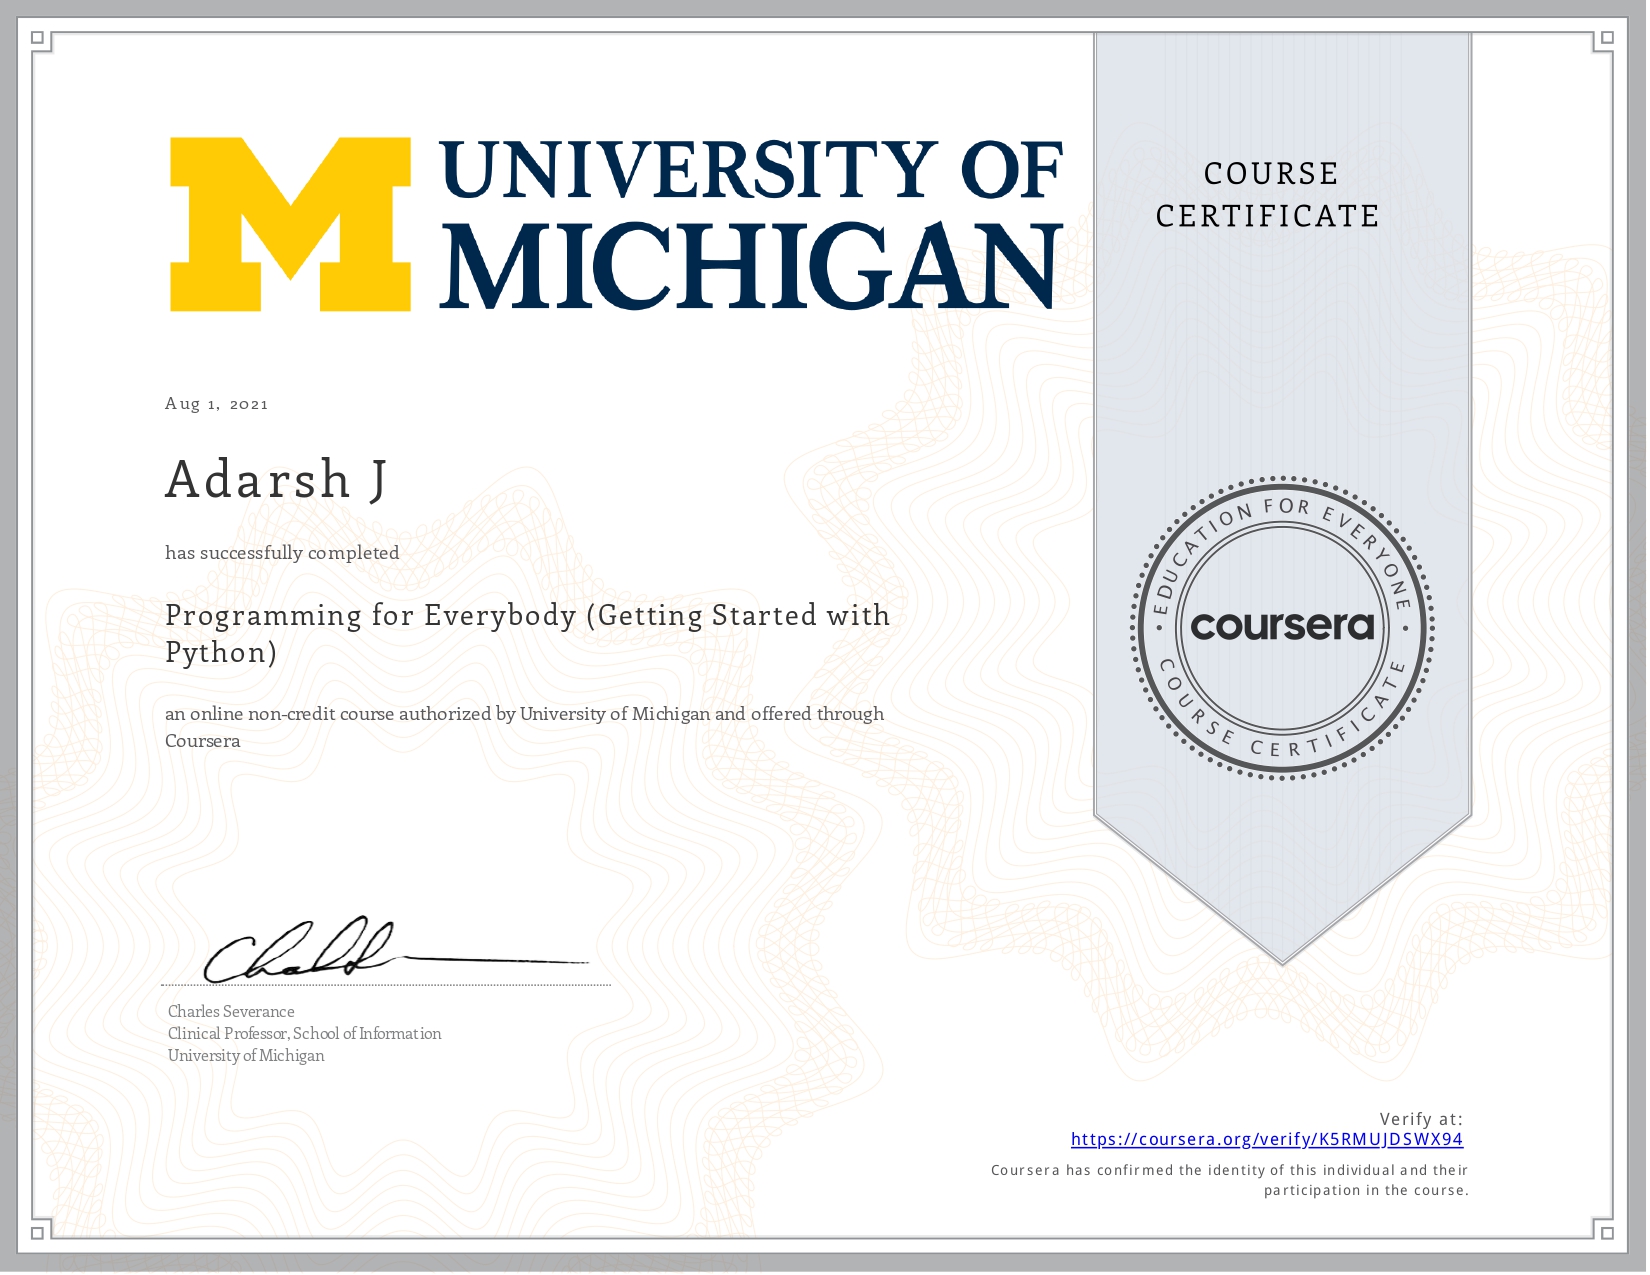 UNIVERSITY OF
MICHIGAN
COURSE
CERTIFICATE
Aug 1, 2021
Adarsh J
has successfully completed
Programming for Everybody (Getting Started with
Python)
an online non-credit course authorized by University of Michigan and offered through
Coursera
EDUCATION FOR EVERYONE
coursera
COURSE CERTIFICATE
Charles Severance
Clinical Professor, School of Information
University of Michigan
Verify at:
https://coursera.org/verify/K5RMUJDSWX94
Coursera has confirmed the identity of this individual and their
participation in the course.